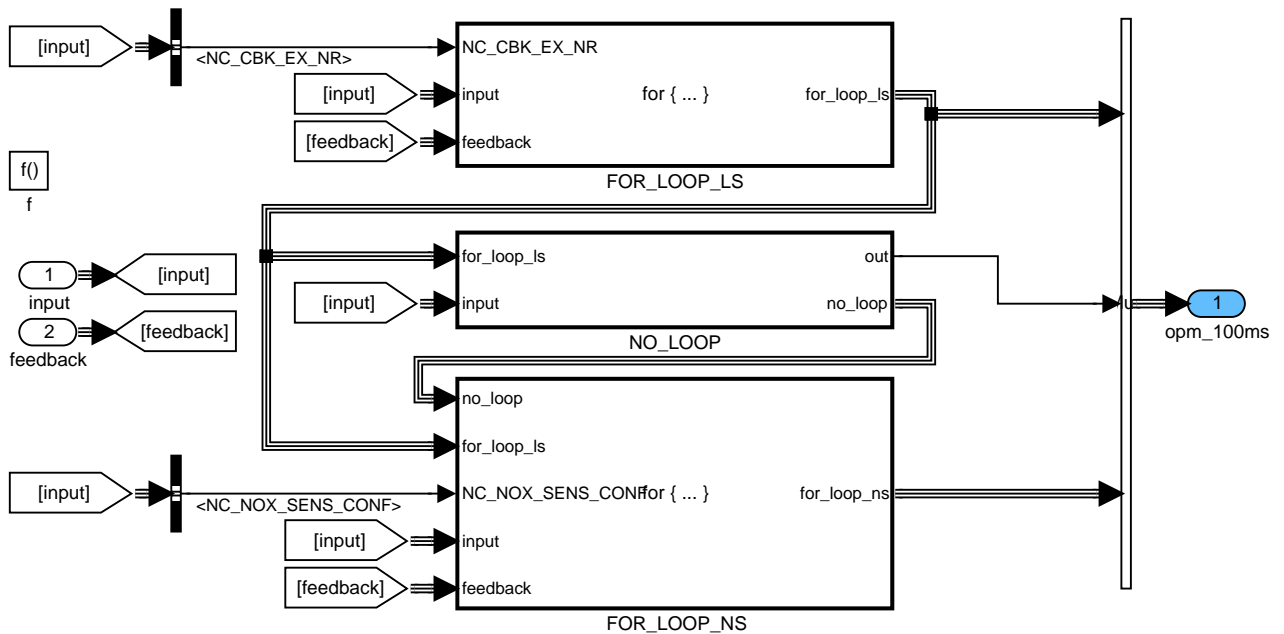 [input]
<NC_CBK_EX_NR>
NC_CBK_EX_NR
[input]
input
for { ... }
for_loop_ls
[feedback]
feedback
FOR_LOOP_LS
f()
f
for_loop_ls
out
1
[input]
input
[input]
input
no_loop
1
opm_100ms
2
[feedback]
feedback
NO_LOOP
no_loop
for_loop_ls
[input]
<NC_NOX_SENS_CONF>
NC_NOX_SENS_CONF
for { ... }
for_loop_ns
[input]
input
[feedback]
feedback
FOR_LOOP_NS